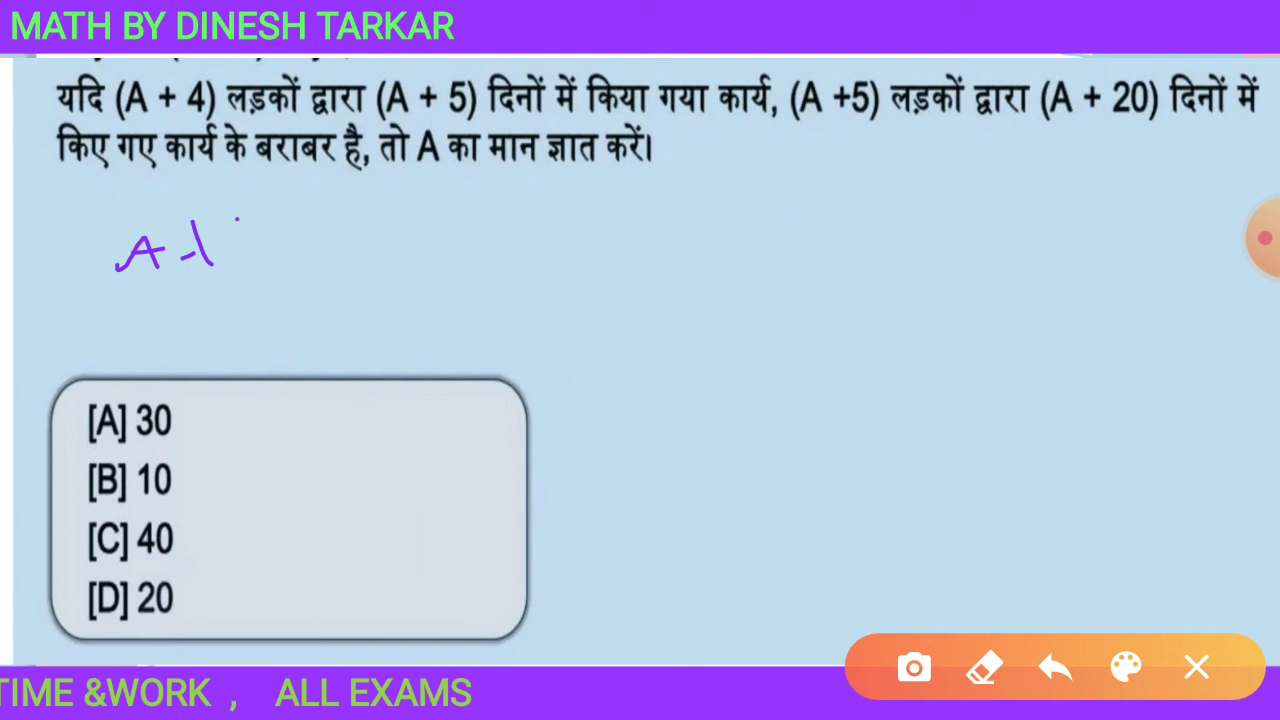 MATH BY DINESH TARKAR
यदि (A + 4) लड़कों द्वारा (A + 5) दिनों में किया गया कार्य, (A +5) लड़कों द्वारा (A + 20) दिनों में
किए गए कार्य के बराबर है, तो A का मान ज्ञात करें।
A
[A] 30
[B] 10
[C] 40
[D] 20
TIME &WORK , ALL EXAMS